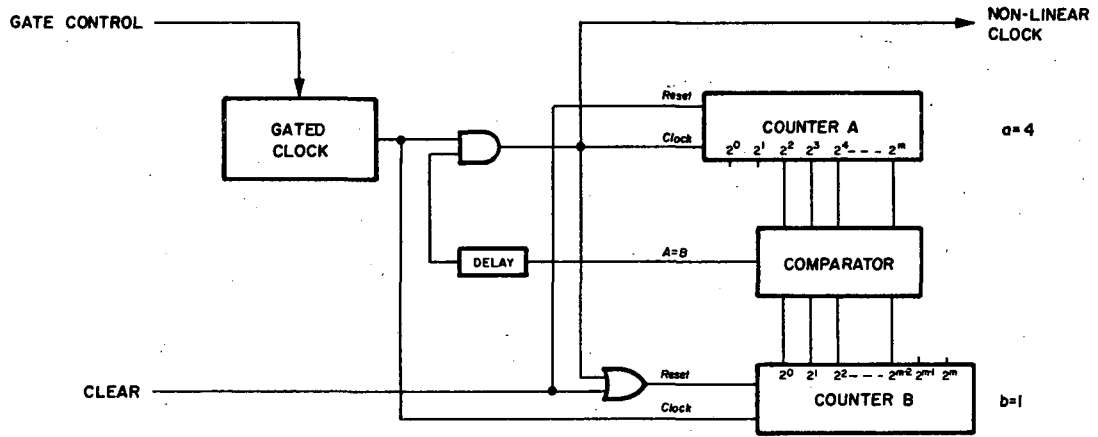 GATE CONTROL
NON-LINEAR
CLOCK
GATED
CLOCK
Reset
Clock
COUNTER A
2⁰ 2¹ 2² 2³ 2⁴ - - - 2ᵐ
a=4
DELAY
A=B
COMPARATOR
CLEAR
Reset
Clock
2⁰ 2¹ 2² - - - - 2ᵐ⁻² 2ᵐ⁻¹ 2ᵐ
COUNTER B
b=1